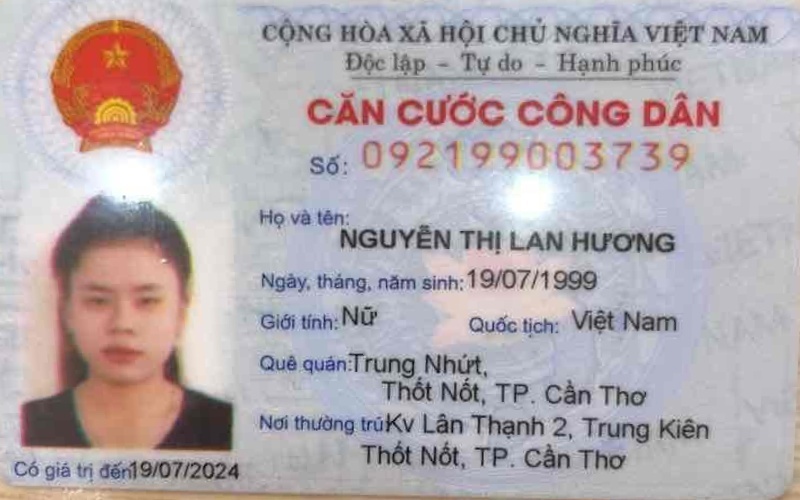 CỘNG HÒA XÃ HỘI CHỦ NGHĨA VIỆT NAM
Độc lập - Tự do - Hạnh phúc
CĂN CƯỚC CÔNG DÂN
Số: 092199003739
Họ và tên:
NGUYỄN THỊ LAN HƯƠNG
Ngày, tháng, năm sinh: 19/07/1999
Giới tính: Nữ Quốc tịch: Việt Nam
Quê quán: Trung Nhứt,
Thốt Nốt, TP. Cần Thơ
Nơi thường trú Kv Lân Thạnh 2, Trung Kiên
Thốt Nốt, TP. Cần Thơ
Có giá trị đến 19/07/2024